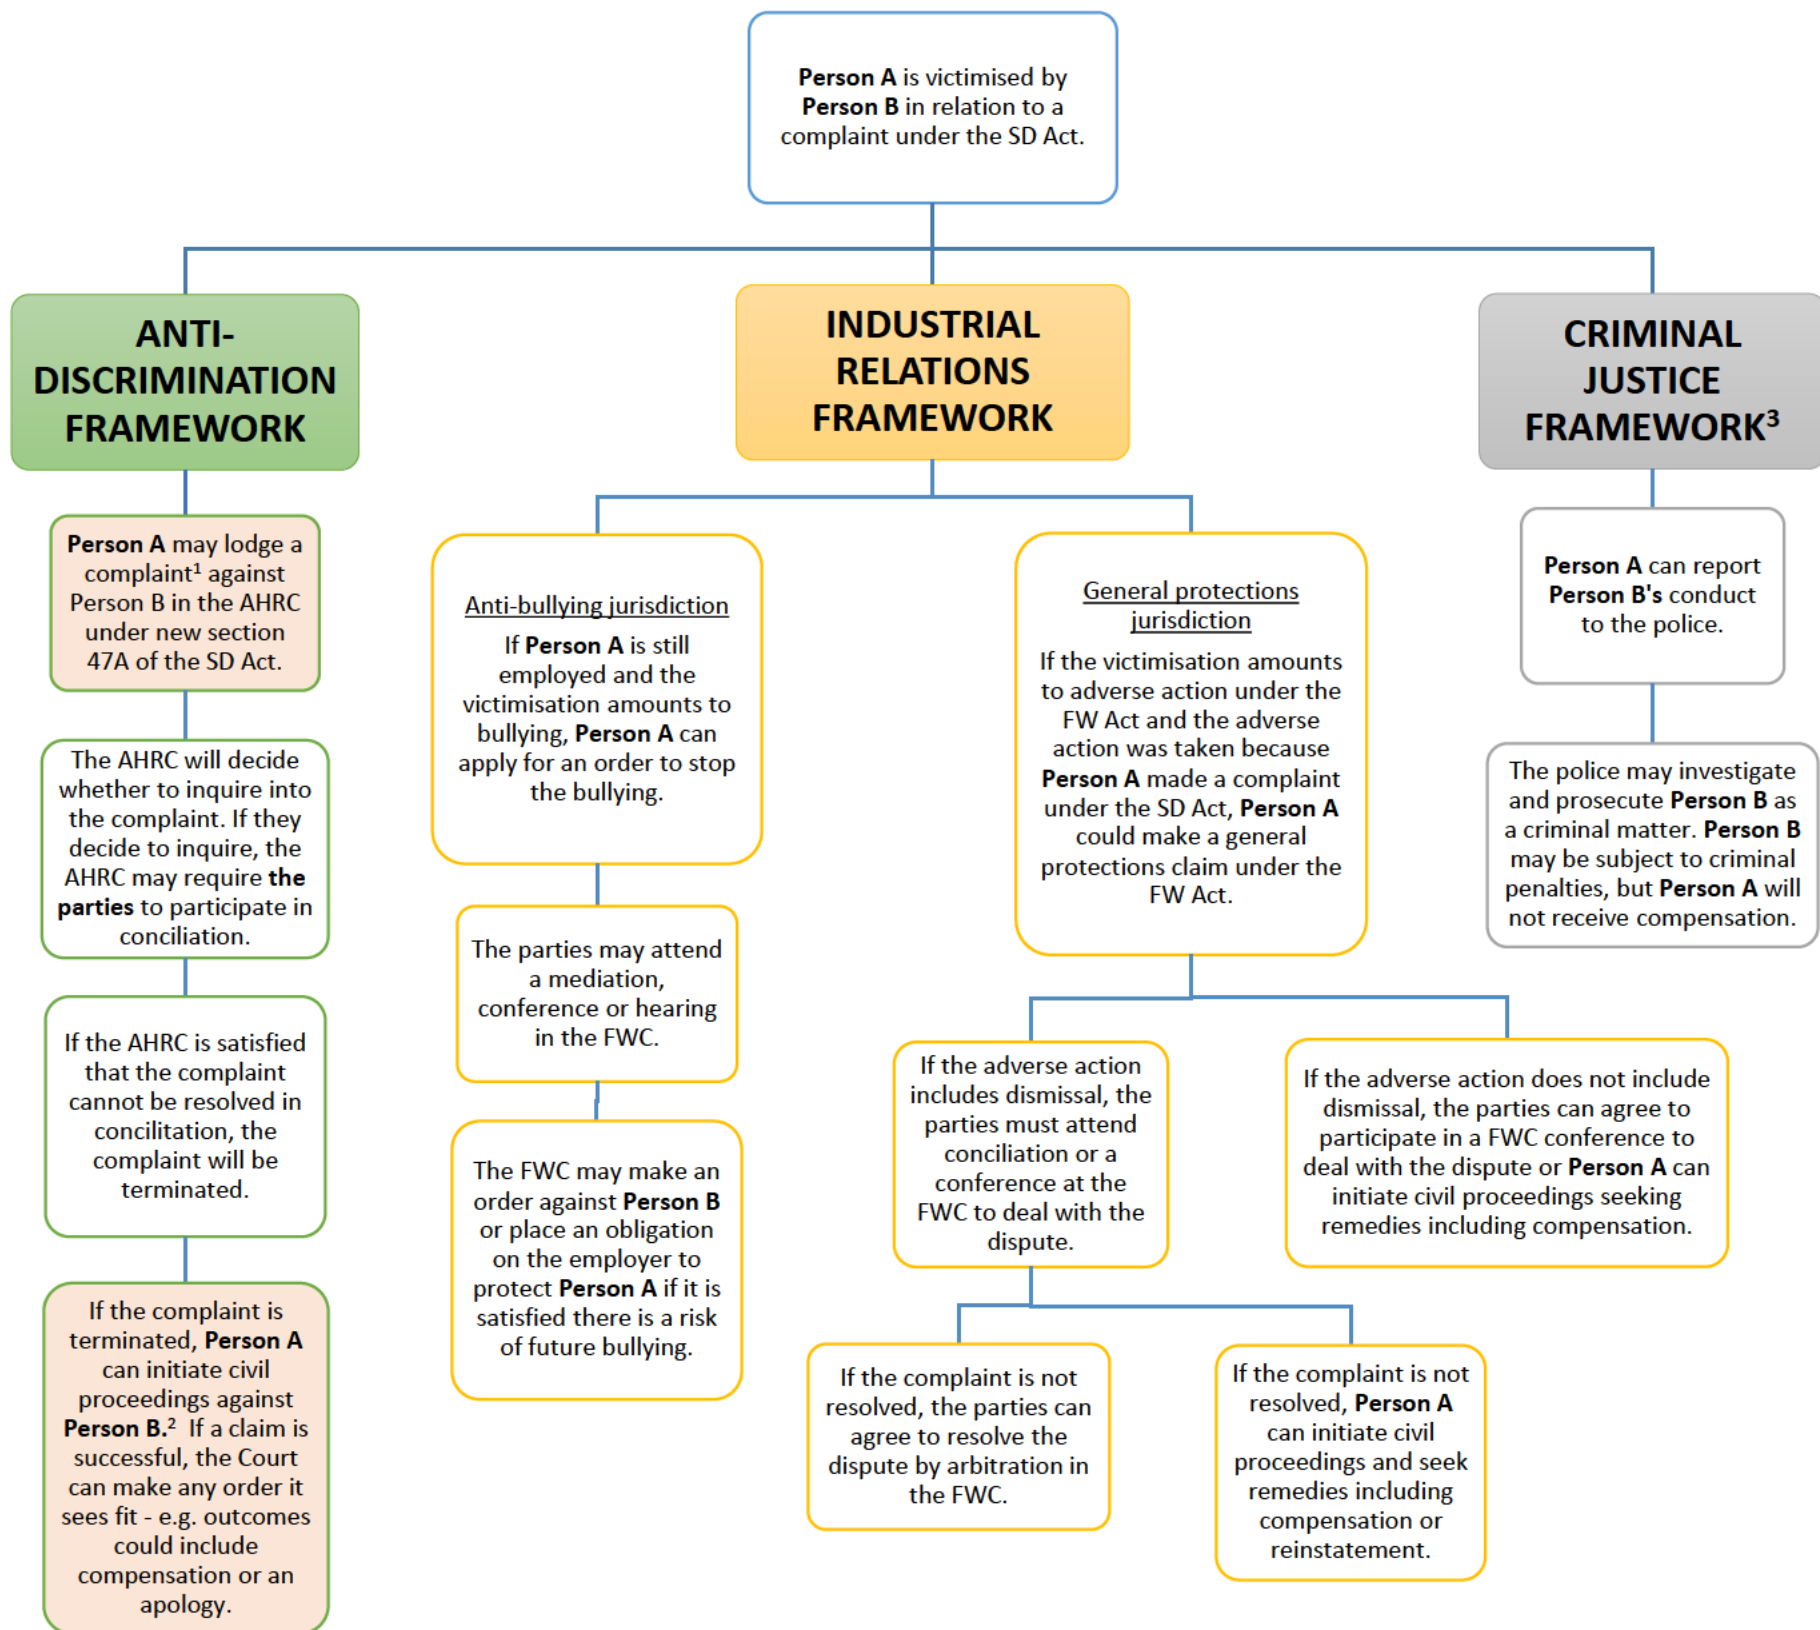 Person A is victimised by
Person B in relation to a
complaint under the SD Act.
ANTI-
DISCRIMINATION
FRAMEWORK
Person A may lodge a
complaint¹ against
Person B in the AHRC
under new section
47A of the SD Act.
The AHRC will decide
whether to inquire into
the complaint. If they
decide to inquire, the
AHRC may require the
parties to participate in
conciliation.
If the AHRC is satisfied
that the complaint
cannot be resolved in
concilitation, the
complaint will be
terminated.
If the complaint is
terminated, Person A
can initiate civil
proceedings against
Person B.² If a claim is
successful, the Court
can make any order it
sees fit - e.g. outcomes
could include
compensation or an
apology.
INDUSTRIAL
RELATIONS
FRAMEWORK
Anti-bullying jurisdiction
If Person A is still
employed and the
victimisation amounts to
bullying, Person A can
apply for an order to stop
the bullying.
The parties may attend
a mediation,
conference or hearing
in the FWC.
The FWC may make an
order against Person B
or place an obligation
on the employer to
protect Person A if it is
satisfied there is a risk
of future bullying.
General protections
jurisdiction
If the victimisation amounts
to adverse action under the
FW Act and the adverse
action was taken because
Person A made a complaint
under the SD Act, Person A
could make a general
protections claim under the
FW Act.
If the adverse action
includes dismissal, the
parties must attend
conciliation or a
conference at the
FWC to deal with the
dispute.
If the complaint is not
resolved, the parties can
agree to resolve the
dispute by arbitration in
the FWC.
If the complaint is not
resolved, Person A
can initiate civil
proceedings and seek
remedies including
compensation or
reinstatement.
If the adverse action does not include
dismissal, the parties can agree to
participate in a FWC conference to
deal with the dispute or Person A can
initiate civil proceedings seeking
remedies including compensation.
CRIMINAL
JUSTICE
FRAMEWORK³
Person A can report
Person B's conduct
to the police.
The police may investigate
and prosecute Person B as
a criminal matter. Person B
may be subject to criminal
penalties, but Person A will
not receive compensation.